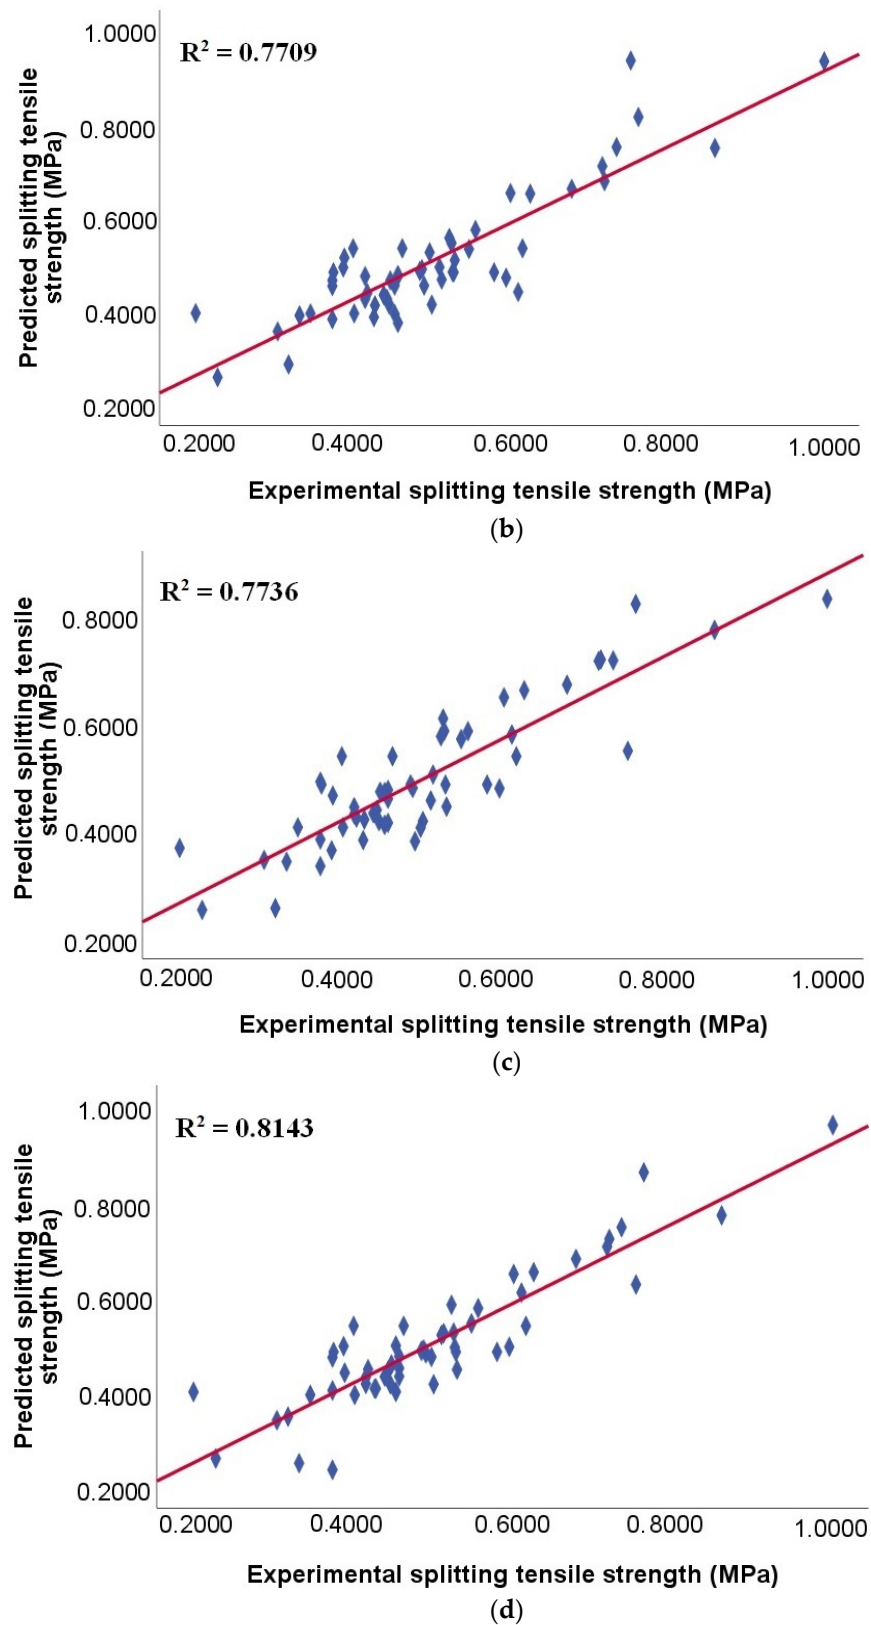 1.0000
R² = 0.7709
0.8000
0.6000
0.4000
0.2000
Predicted splitting tensile
strength (MPa)
0.2000 0.4000 0.6000 0.8000 1.0000
Experimental splitting tensile strength (MPa)
(b)
R² = 0.7736
0.8000
0.6000
0.4000
0.2000
Predicted splitting tensile
strength (MPa)
0.2000 0.4000 0.6000 0.8000 1.0000
Experimental splitting tensile strength (MPa)
(c)
1.0000
R² = 0.8143
0.8000
0.6000
0.4000
0.2000
Predicted splitting tensile
strength (MPa)
0.2000 0.4000 0.6000 0.8000 1.0000
Experimental splitting tensile strength (MPa)
(d)